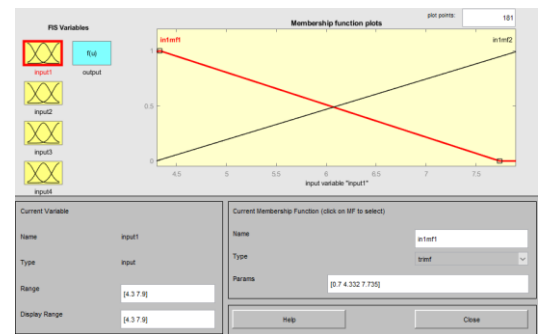 FIS Variables
Membership function plots
plot points:
181
f(u)
input1
output
input2
input3
input4
in1mf1
in1mf2
1
0.5
0
4.5
5
5.5
6
6.5
7
7.5
input variable "input1"
Current Variable
Name
input1
Type
input
Range
[4.3 7.9]
Display Range
[4.3 7.9]
Current Membership Function (click on MF to select)
Name
in1mf1
Type
trimf
Params
[0.7 4.332 7.735]
Help
Close